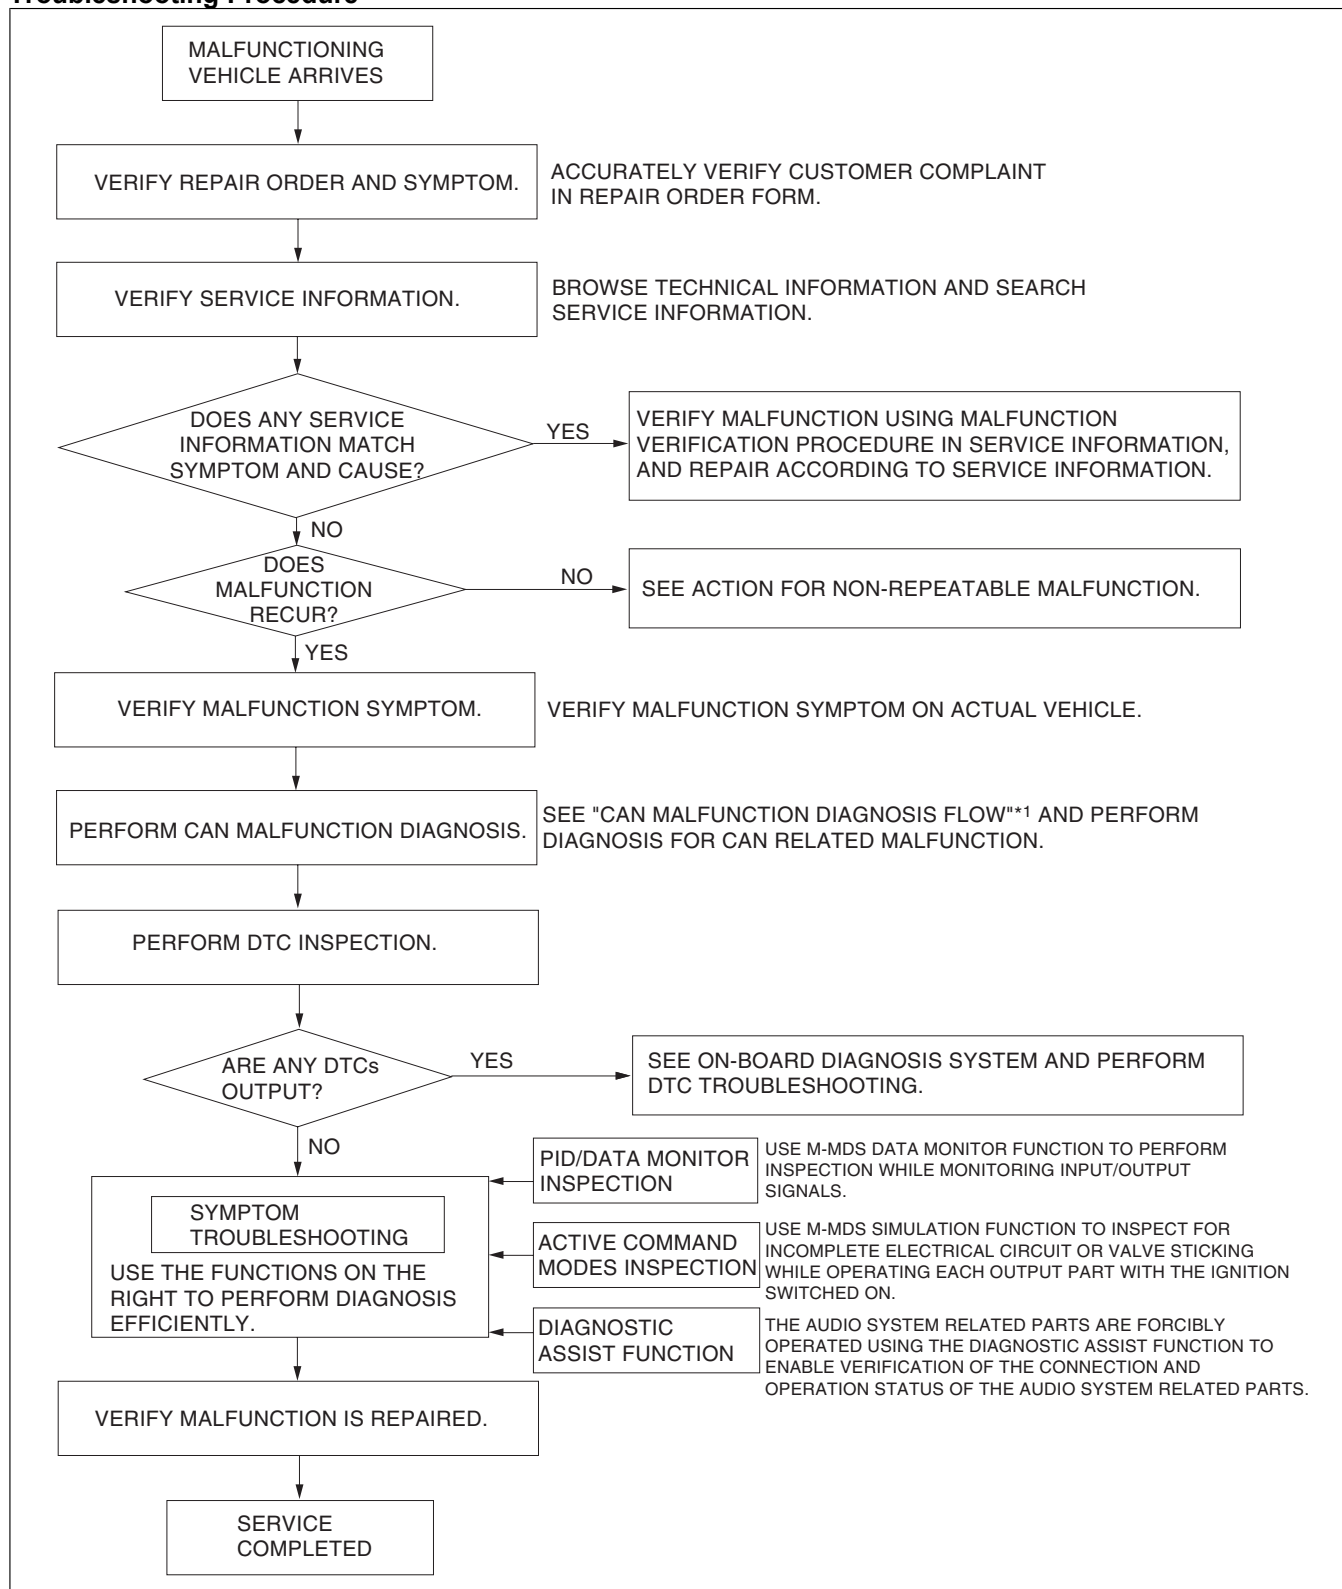 Troubleshooting Procedure
MALFUNCTIONING
VEHICLE ARRIVES
VERIFY REPAIR ORDER AND SYMPTOM.
ACCURATELY VERIFY CUSTOMER COMPLAINT
IN REPAIR ORDER FORM.
VERIFY SERVICE INFORMATION.
BROWSE TECHNICAL INFORMATION AND SEARCH
SERVICE INFORMATION.
DOES ANY SERVICE
INFORMATION MATCH
SYMPTOM AND CAUSE?
YES
VERIFY MALFUNCTION USING MALFUNCTION
VERIFICATION PROCEDURE IN SERVICE INFORMATION,
AND REPAIR ACCORDING TO SERVICE INFORMATION.
NO
DOES
MALFUNCTION
RECUR?
NO
SEE ACTION FOR NON-REPEATABLE MALFUNCTION.
YES
VERIFY MALFUNCTION SYMPTOM.
VERIFY MALFUNCTION SYMPTOM ON ACTUAL VEHICLE.
PERFORM CAN MALFUNCTION DIAGNOSIS.
SEE "CAN MALFUNCTION DIAGNOSIS FLOW"*1 AND PERFORM
DIAGNOSIS FOR CAN RELATED MALFUNCTION.
PERFORM DTC INSPECTION.
ARE ANY DTCs
OUTPUT?
YES
SEE ON-BOARD DIAGNOSIS SYSTEM AND PERFORM
DTC TROUBLESHOOTING.
NO
SYMPTOM
TROUBLESHOOTING
USE THE FUNCTIONS ON THE
RIGHT TO PERFORM DIAGNOSIS
EFFICIENTLY.
PID/DATA MONITOR
INSPECTION
USE M-MDS DATA MONITOR FUNCTION TO PERFORM
INSPECTION WHILE MONITORING INPUT/OUTPUT
SIGNALS.
ACTIVE COMMAND
MODES INSPECTION
USE M-MDS SIMULATION FUNCTION TO INSPECT FOR
INCOMPLETE ELECTRICAL CIRCUIT OR VALVE STICKING
WHILE OPERATING EACH OUTPUT PART WITH THE IGNITION
SWITCHED ON.
DIAGNOSTIC
ASSIST FUNCTION
THE AUDIO SYSTEM RELATED PARTS ARE FORCIBLY
OPERATED USING THE DIAGNOSTIC ASSIST FUNCTION TO
ENABLE VERIFICATION OF THE CONNECTION AND
OPERATION STATUS OF THE AUDIO SYSTEM RELATED PARTS.
VERIFY MALFUNCTION IS REPAIRED.
SERVICE
COMPLETED